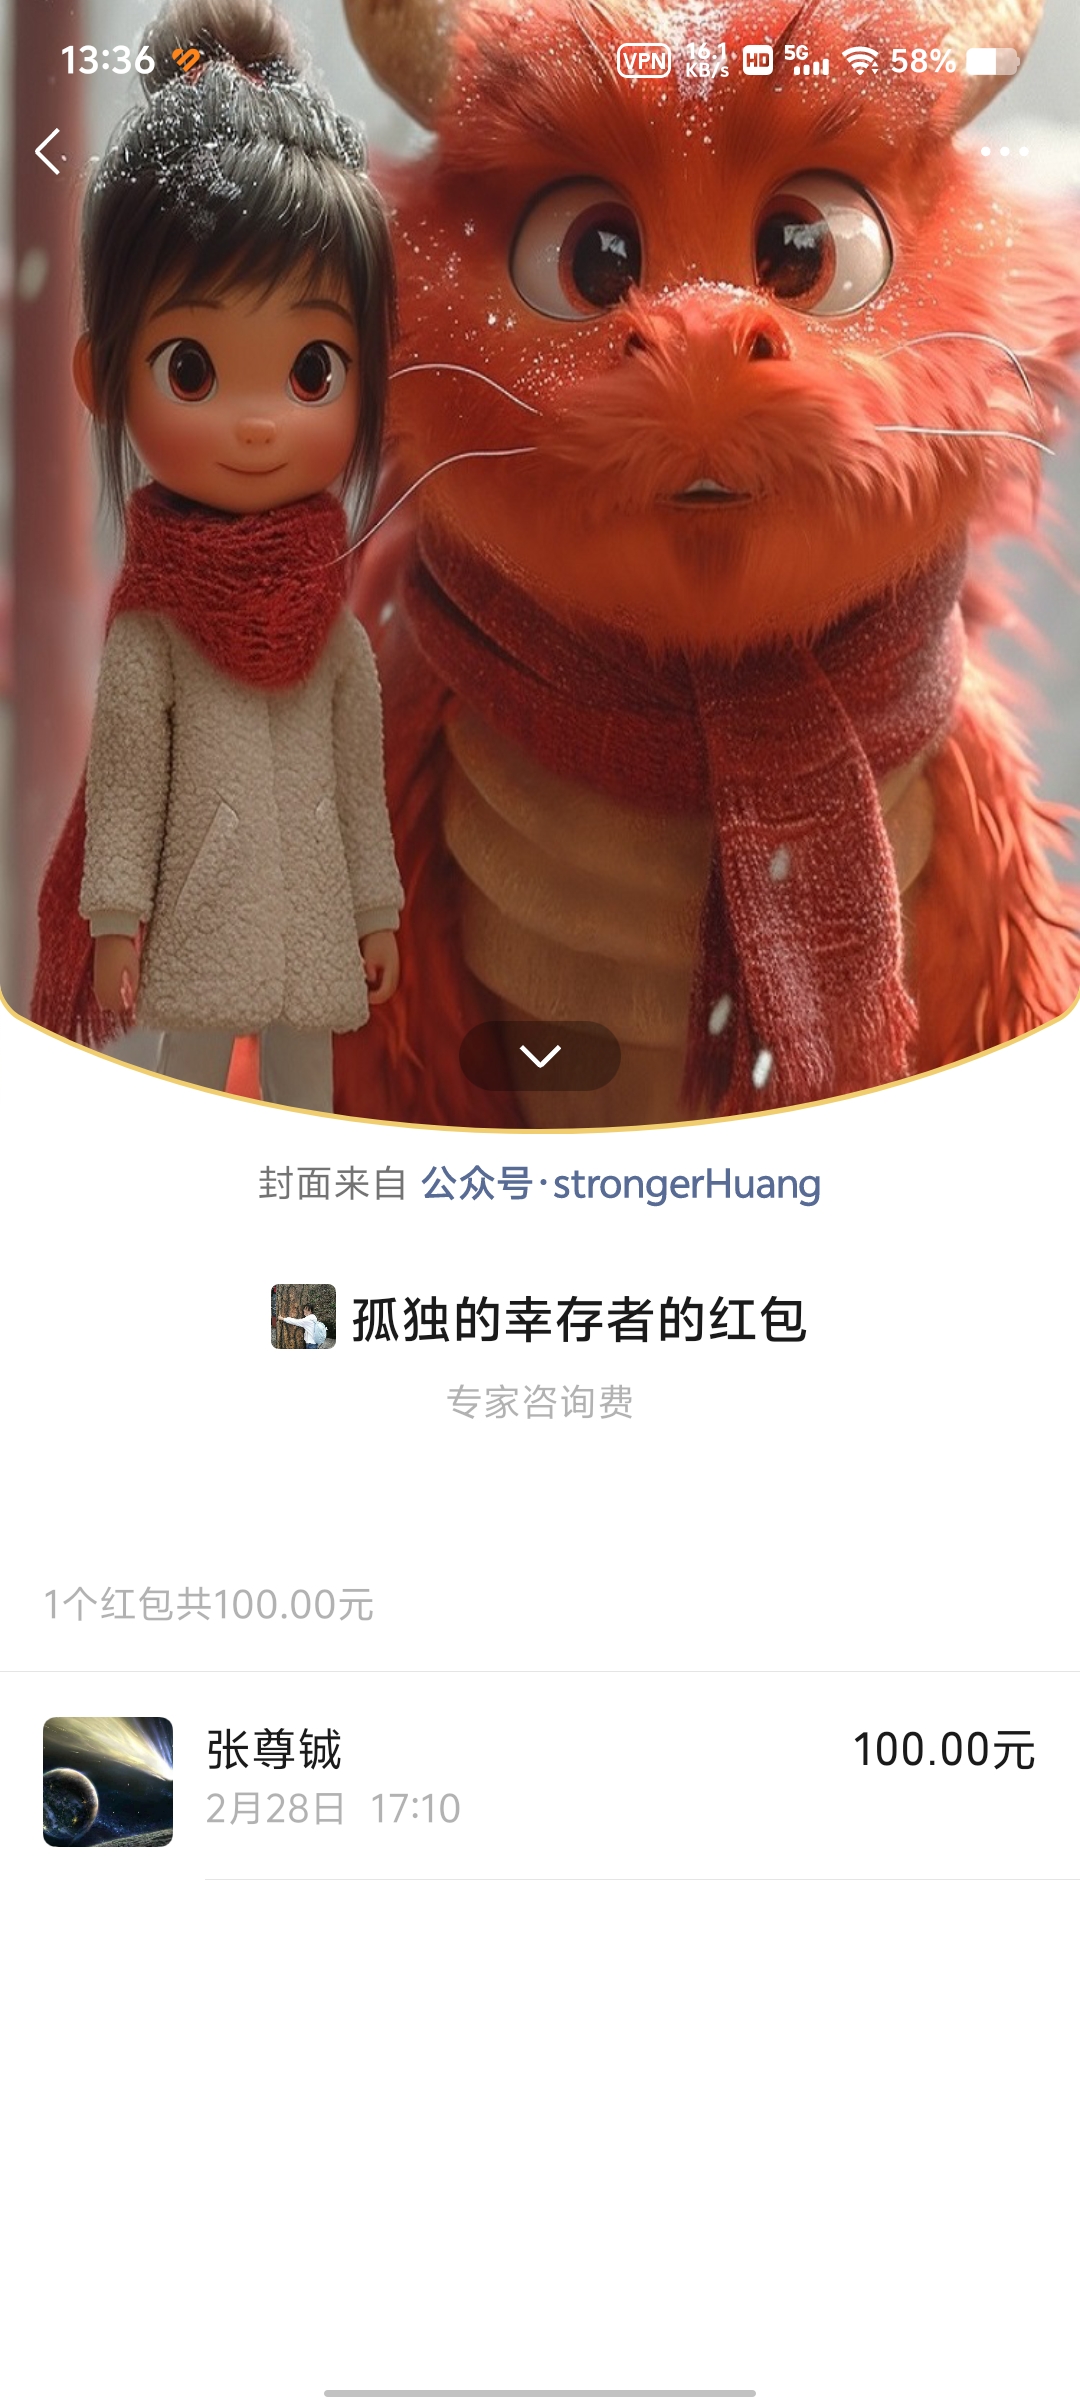 13:36 VPN 16.1 KB/s HD 5G 58%
封面来自 公众号·strongerHuang
孤独的幸存者的红包
专家咨询费
1个红包共100.00元
张尊铖 100.00元
2月28日 17:10